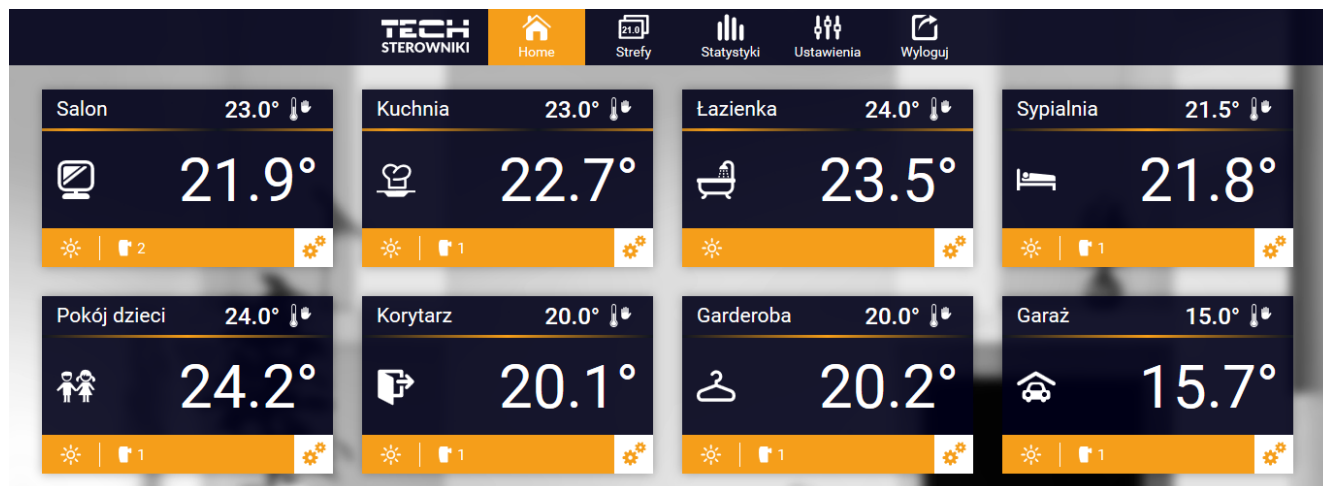 TECH
STEROWNIKI
Home
21.0
Strefy
Statystyki
Ustawienia
Wyloguj
Salon 23.0°
21.9°
2
Kuchnia 23.0°
22.7°
1
Łazienka 24.0°
23.5°
Sypialnia 21.5°
21.8°
1
Pokój dzieci 24.0°
24.2°
1
Korytarz 20.0°
20.1°
1
Garderoba 20.0°
20.2°
1
Garaż 15.0°
15.7°
1